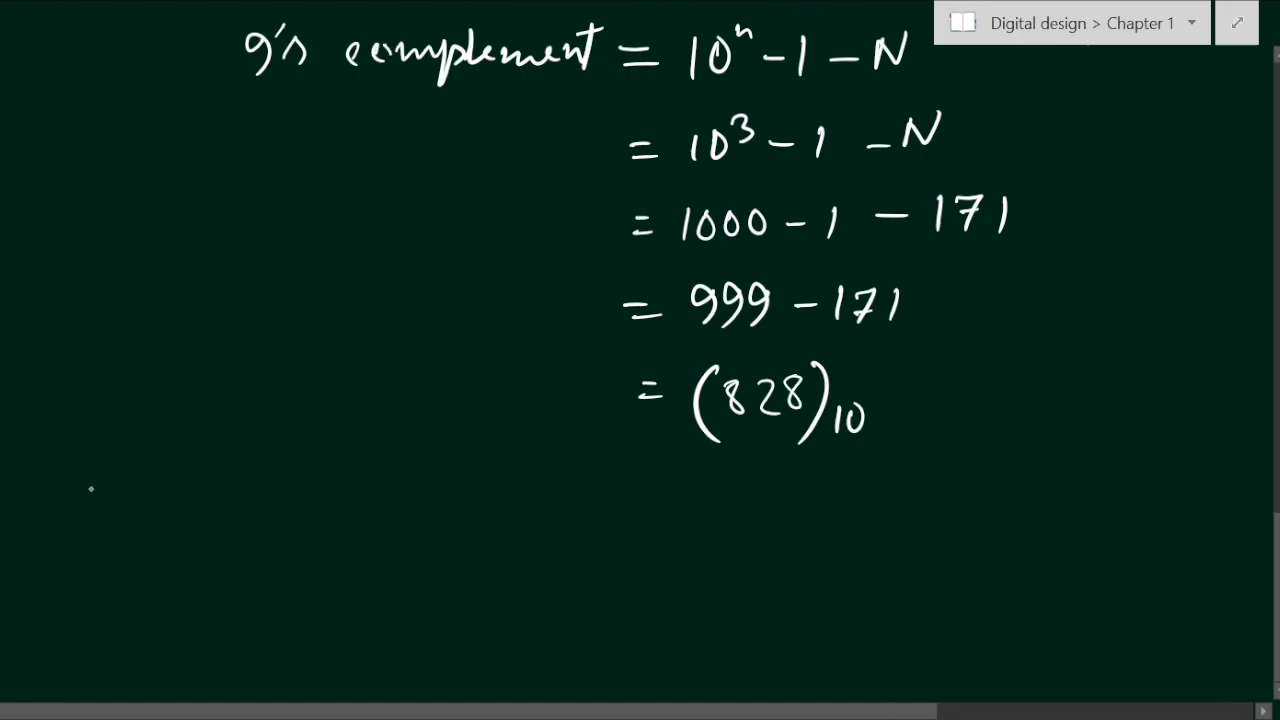 Digital design > Chapter 1
9's complement = 10ⁿ - 1 - N
= 10³ - 1 - N
= 1000 - 1 - 171
= 999 - 171
= (828)₁₀